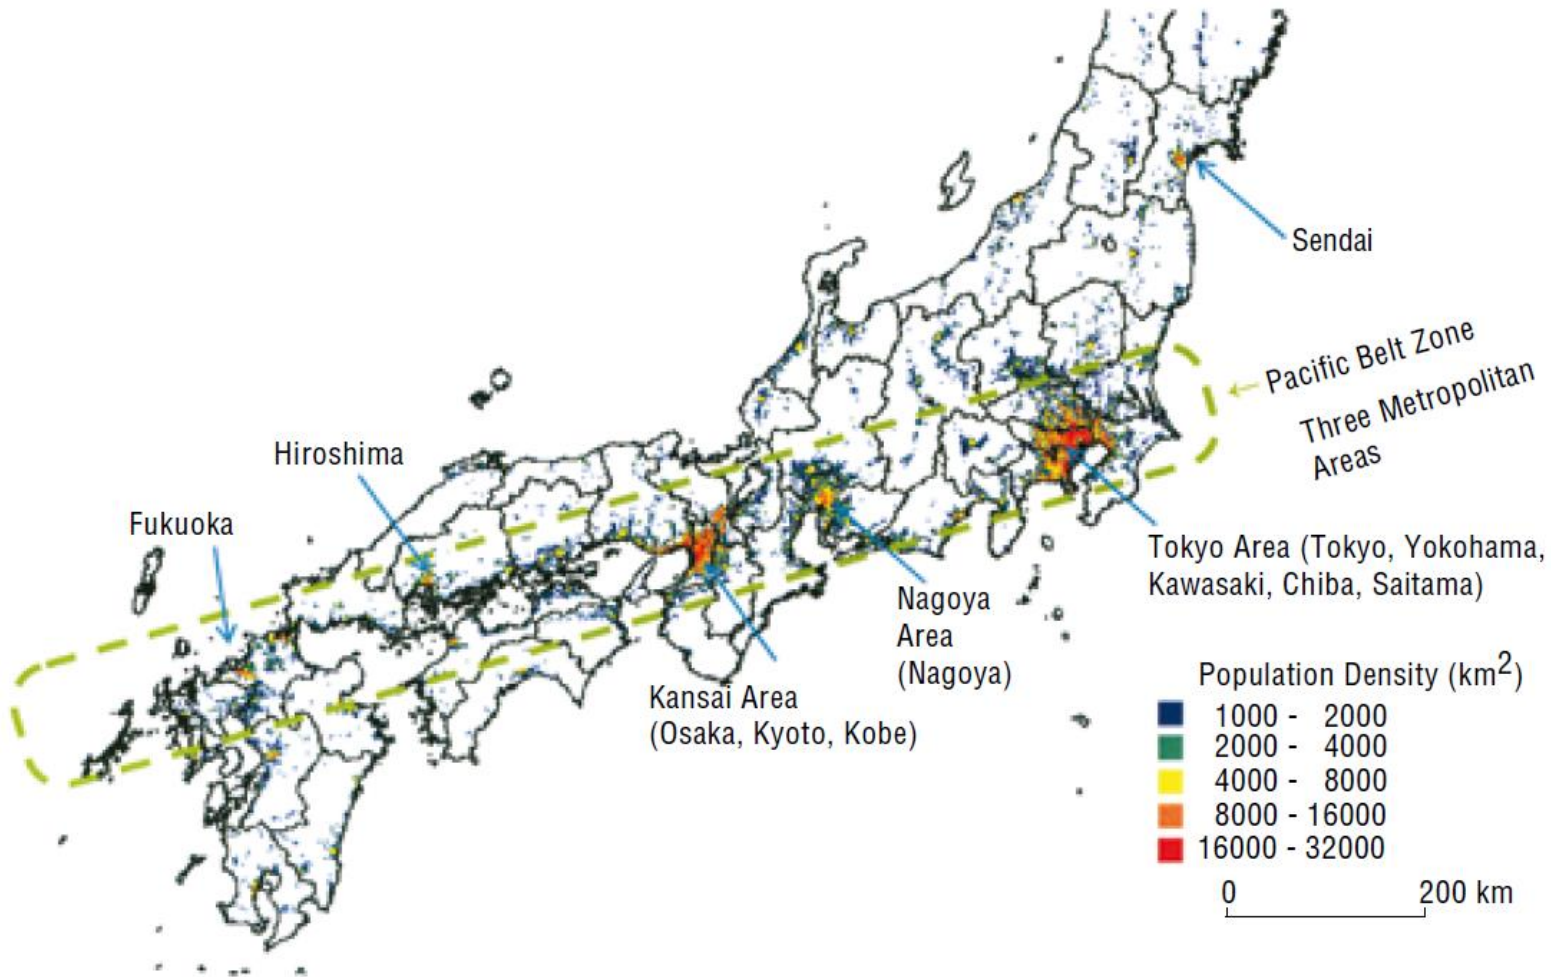 Sendai
Pacific Belt Zone
Three Metropolitan
Areas
Hiroshima
Fukuoka
Tokyo Area (Tokyo, Yokohama,
Kawasaki, Chiba, Saitama)
Nagoya
Area
(Nagoya)
Kansai Area
(Osaka, Kyoto, Kobe)
Population Density (km²)
1000 - 2000
2000 - 4000
4000 - 8000
8000 - 16000
16000 - 32000
0 200 km